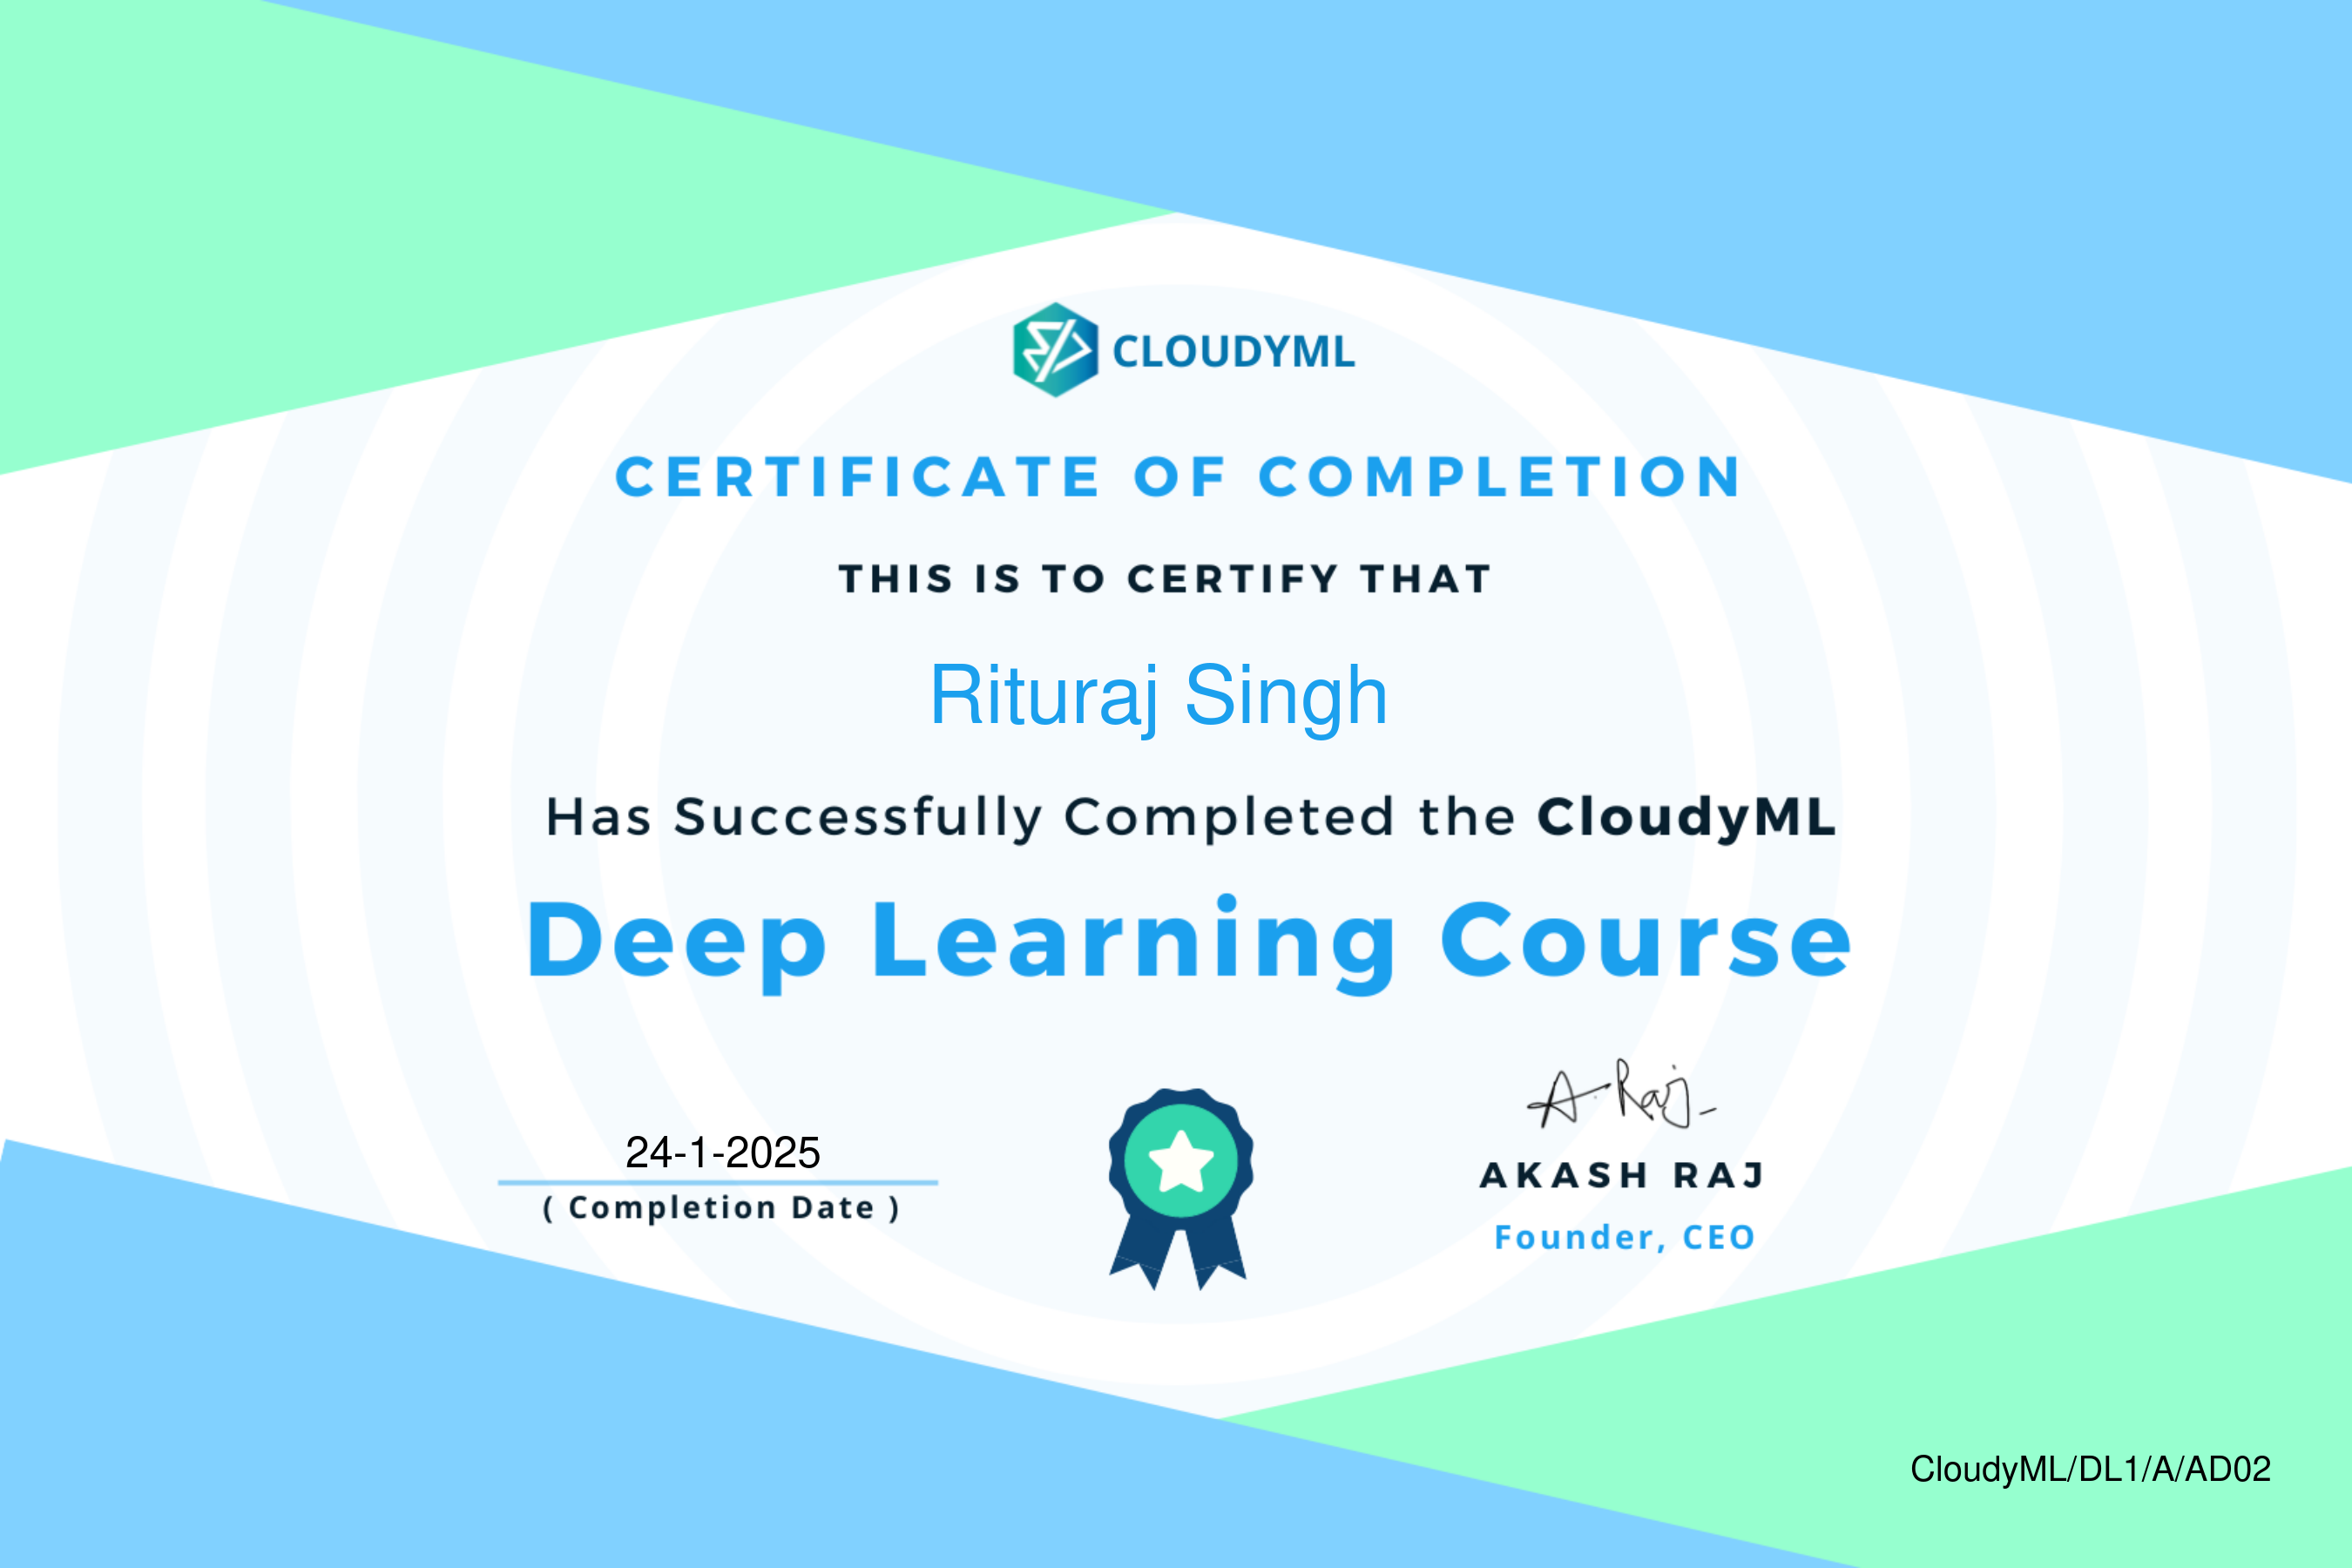 CLOUDYML
CERTIFICATE OF COMPLETION
THIS IS TO CERTIFY THAT
Rituraj Singh
Has Successfully Completed the CloudyML
Deep Learning Course
A. Raj
24-1-2025
( Completion Date )
AKASH RAJ
Founder, CEO
CloudyML/DL1/A/AD02